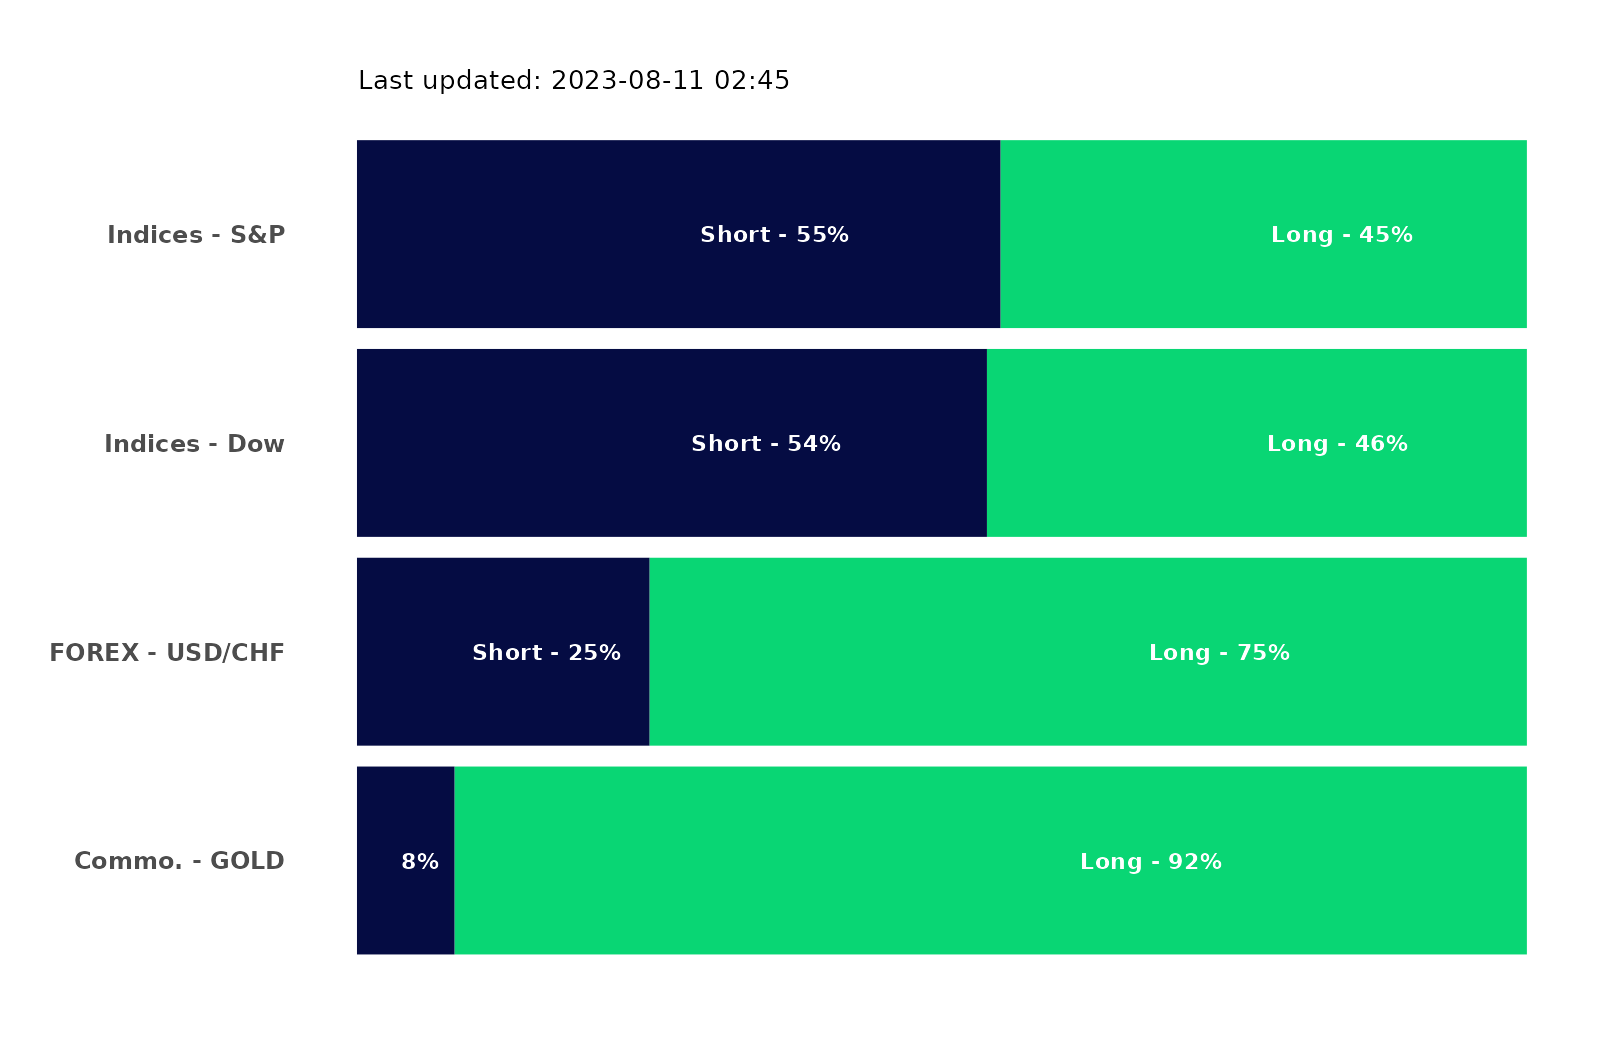 Last updated: 2023-08-11 02:45
Indices - S&P Short - 55% Long - 45%
Indices - Dow Short - 54% Long - 46%
FOREX - USD/CHF Short - 25% Long - 75%
Commo. - GOLD 8% Long - 92%